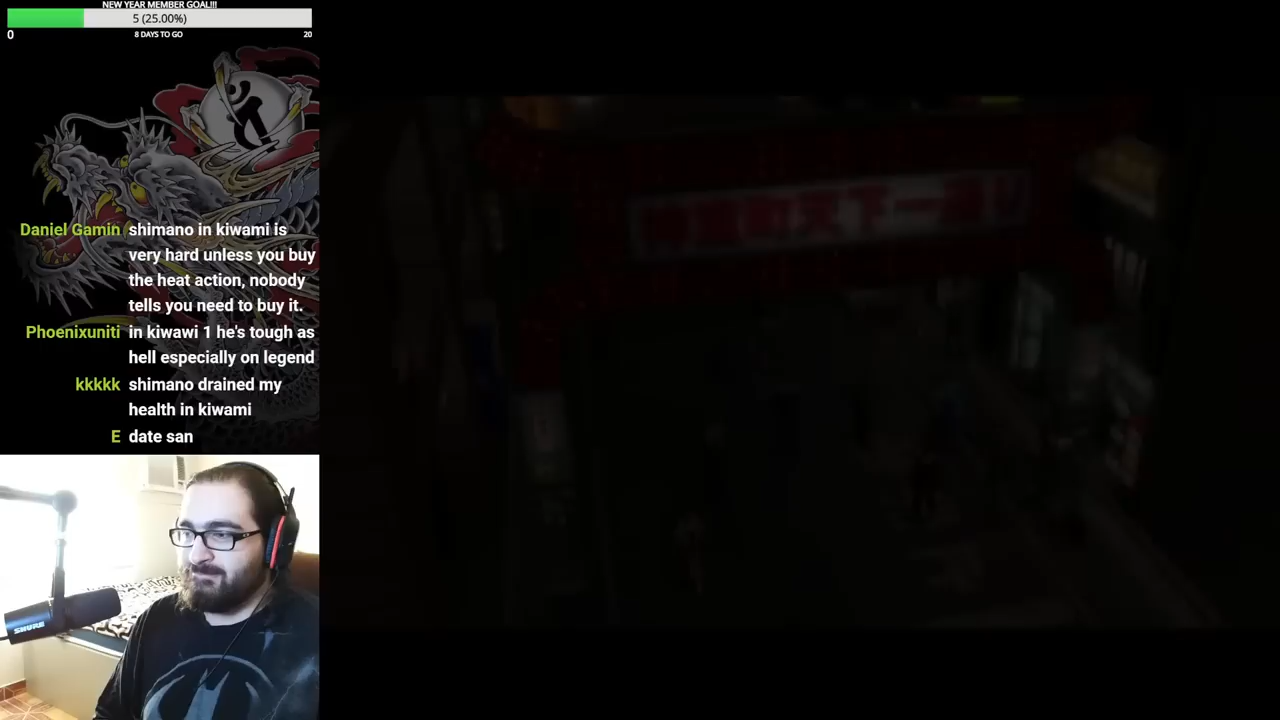 NEW YEAR MEMBER GOAL!!!
5 (25.00%)
0 8 DAYS TO GO 20
Daniel Gamin shimano in kiwami is
very hard unless you buy
the heat action, nobody
tells you need to buy it.
Phoenixuniti in kiwawi 1 he's tough as
hell especially on legend
kkkkk shimano drained my
health in kiwami
E date san
SHURE